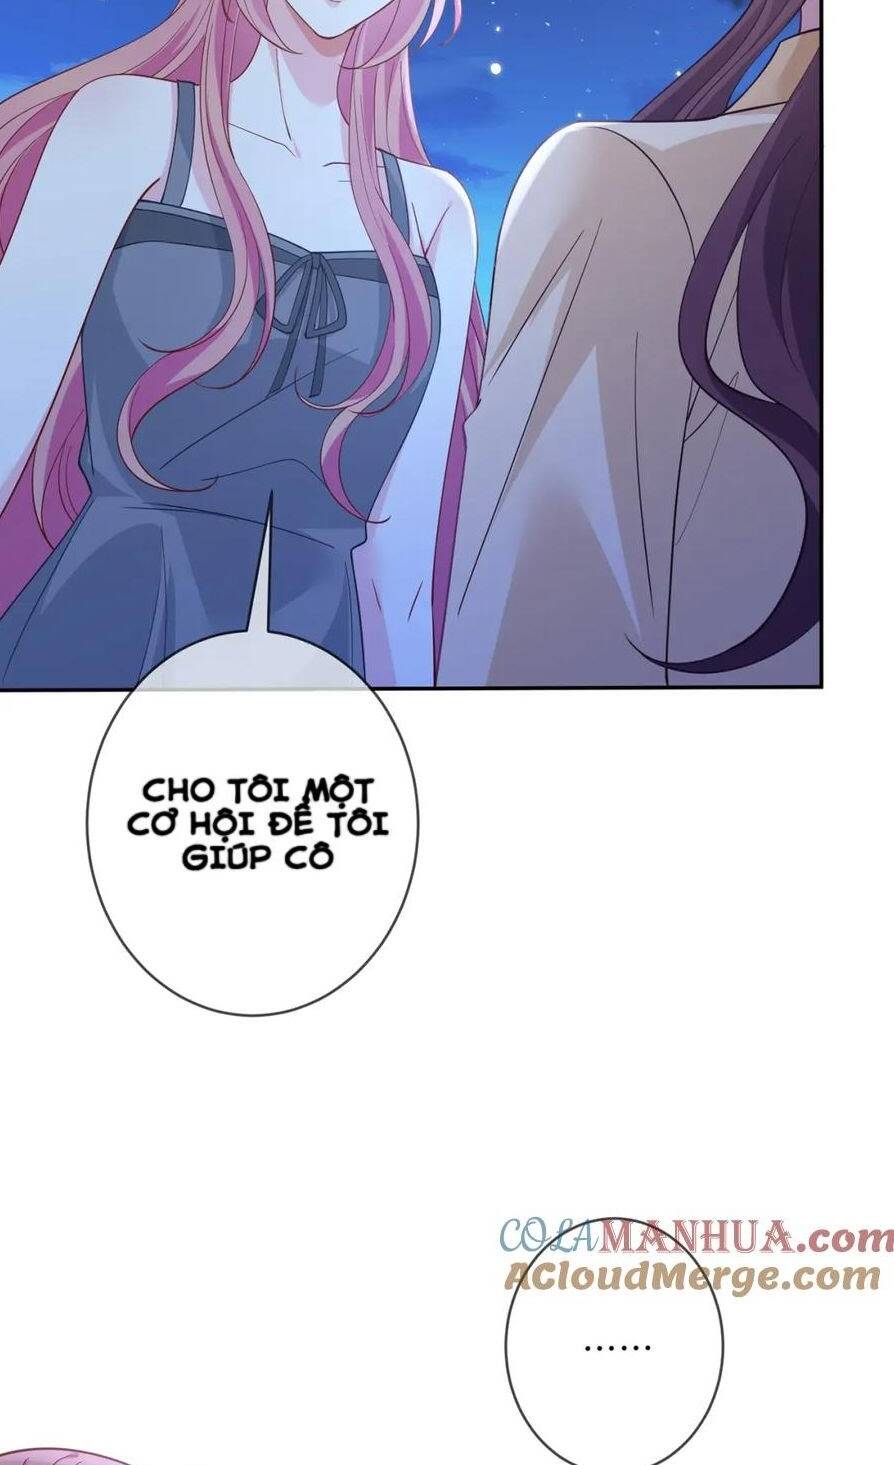 CHO TÔI MỘT
CƠ HỘI ĐỂ TÔI
GIÚP CÔ
COLAMANHUA.com
ACloudMerge.com
......